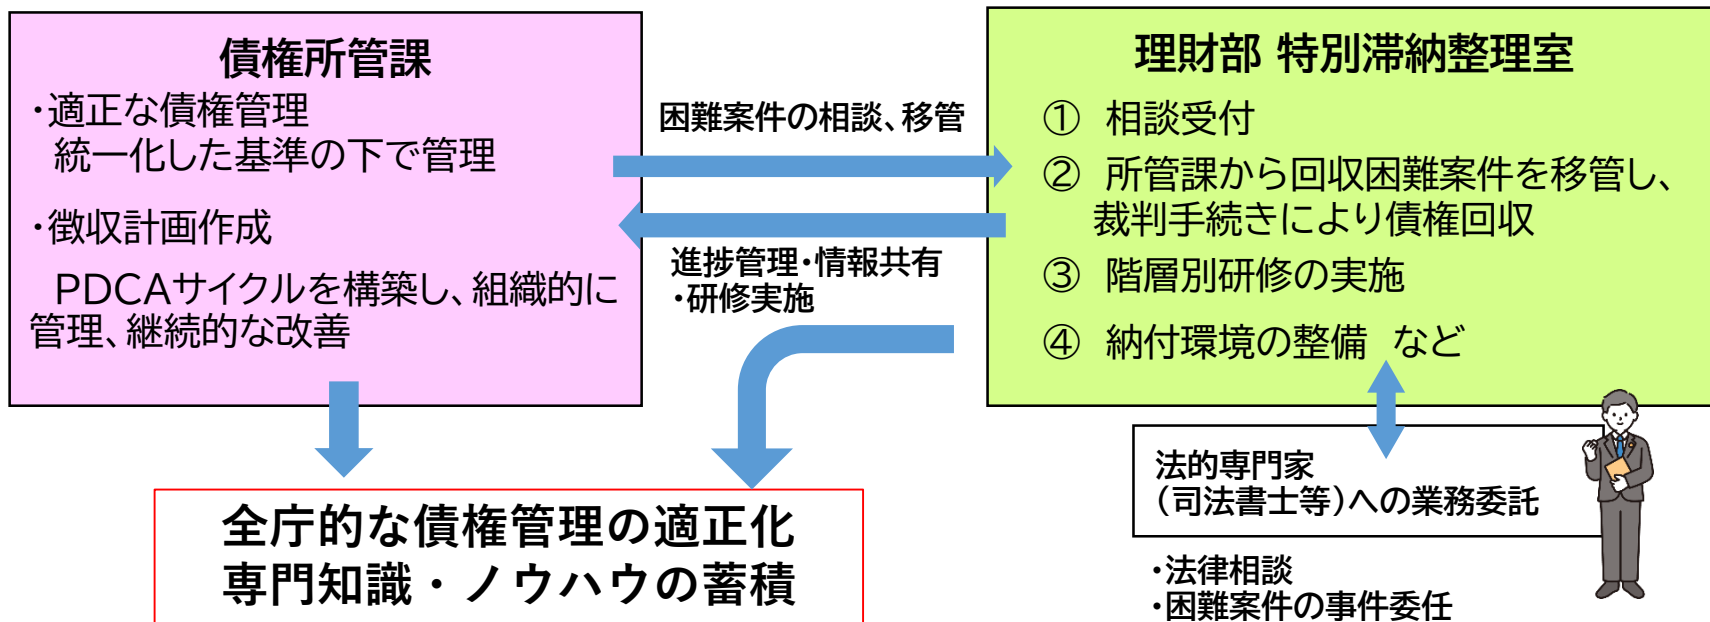 債権所管課
・適正な債権管理
統一化した基準の下で管理
・徴収計画作成
PDCAサイクルを構築し、組織的に
管理、継続的な改善
困難案件の相談、移管
進捗管理・情報共有
・研修実施
理財部 特別滞納整理室
① 相談受付
② 所管課から回収困難案件を移管し、
裁判手続きにより債権回収
③ 階層別研修の実施
④ 納付環境の整備 など
全庁的な債権管理の適正化
専門知識・ノウハウの蓄積
法的専門家
(司法書士等)への業務委託
・法律相談
・困難案件の事件委任